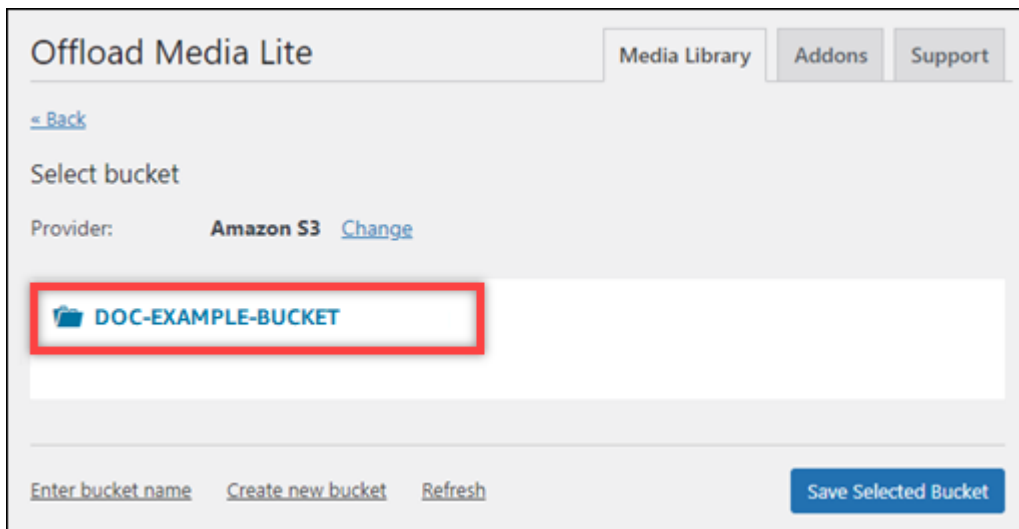 Offload Media Lite
Media Library Addons Support
« Back
Select bucket
Provider: Amazon S3 Change
DOC-EXAMPLE-BUCKET
Enter bucket name Create new bucket Refresh Save Selected Bucket